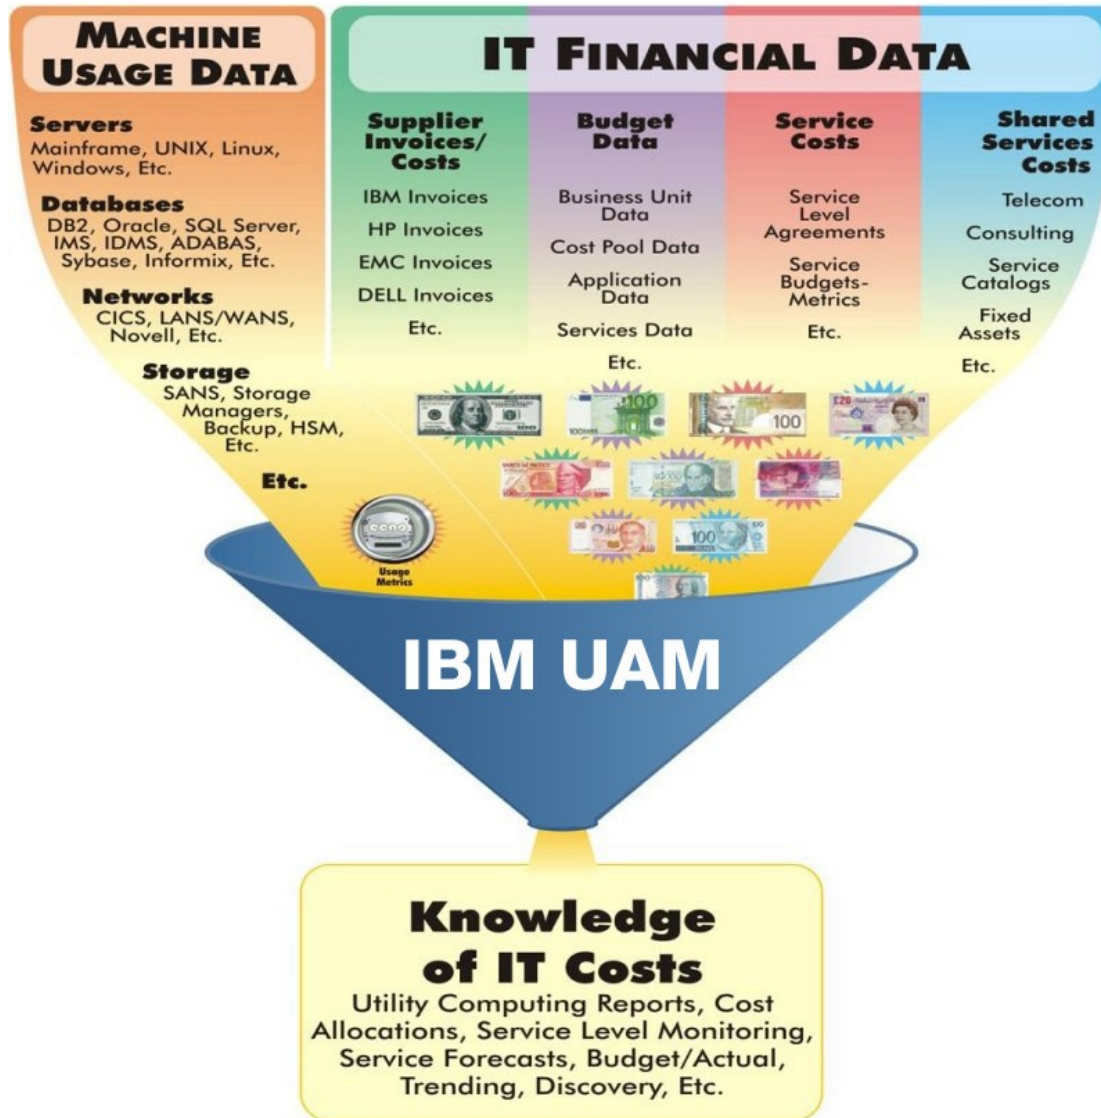 MACHINE
USAGE DATA
Servers
Mainframe, UNIX, Linux,
Windows, Etc.
Databases
DB2, Oracle, SQL Server,
IMS, IDMS, ADABAS,
Sybase, Informix, Etc.
Networks
CICS, LANS/WANS,
Novell, Etc.
Storage
SANS, Storage
Managers,
Backup, HSM,
Etc.
Etc.
Usage
Metrics
IT FINANCIAL DATA
Supplier
Invoices/
Costs
IBM Invoices
HP Invoices
EMC Invoices
DELL Invoices
Etc.
Budget
Data
Business Unit
Data
Cost Pool Data
Application
Data
Services Data
Etc.
Service
Costs
Service
Level
Agreements
Service
Budgets-
Metrics
Etc.
Shared
Services
Costs
Telecom
Consulting
Service
Catalogs
Fixed
Assets
Etc.
100
100
100
£20
100
IBM UAM
Knowledge
of IT Costs
Utility Computing Reports, Cost
Allocations, Service Level Monitoring,
Service Forecasts, Budget/Actual,
Trending, Discovery, Etc.